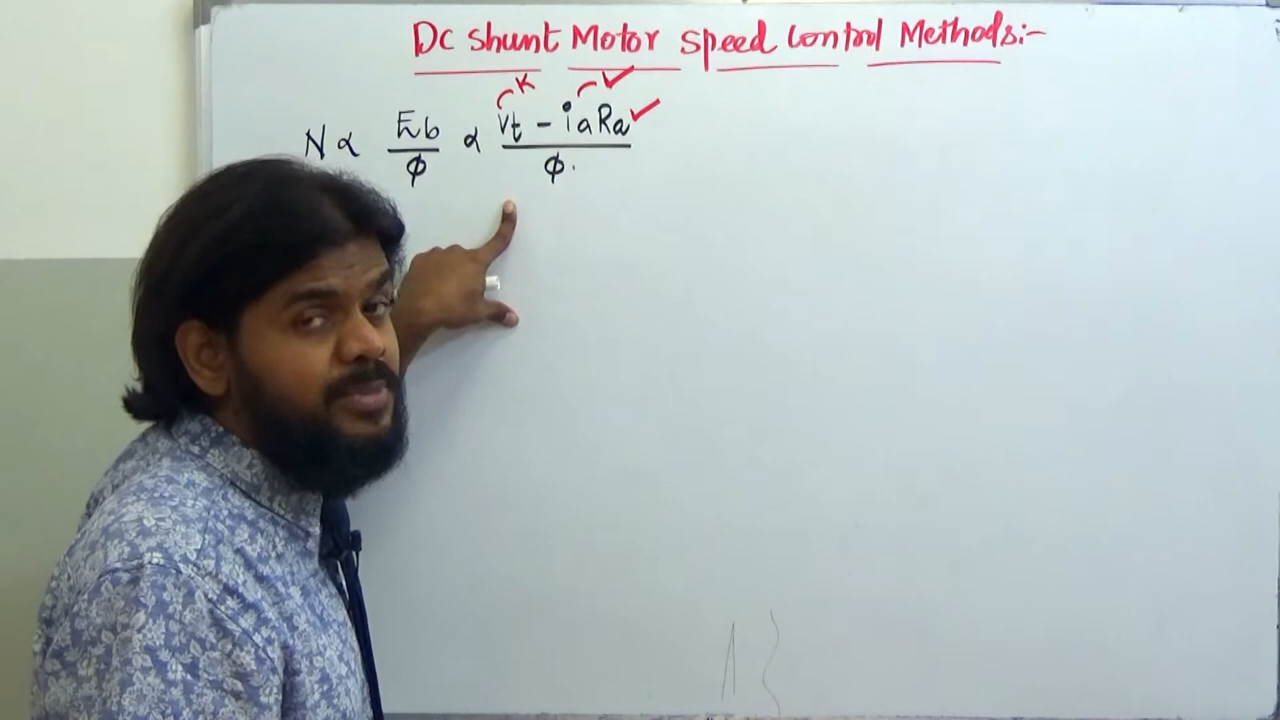 Dc shunt Motor speed control Methods:-
N ∝ Eb/ϕ ∝ Vt - iaRa/ϕ.